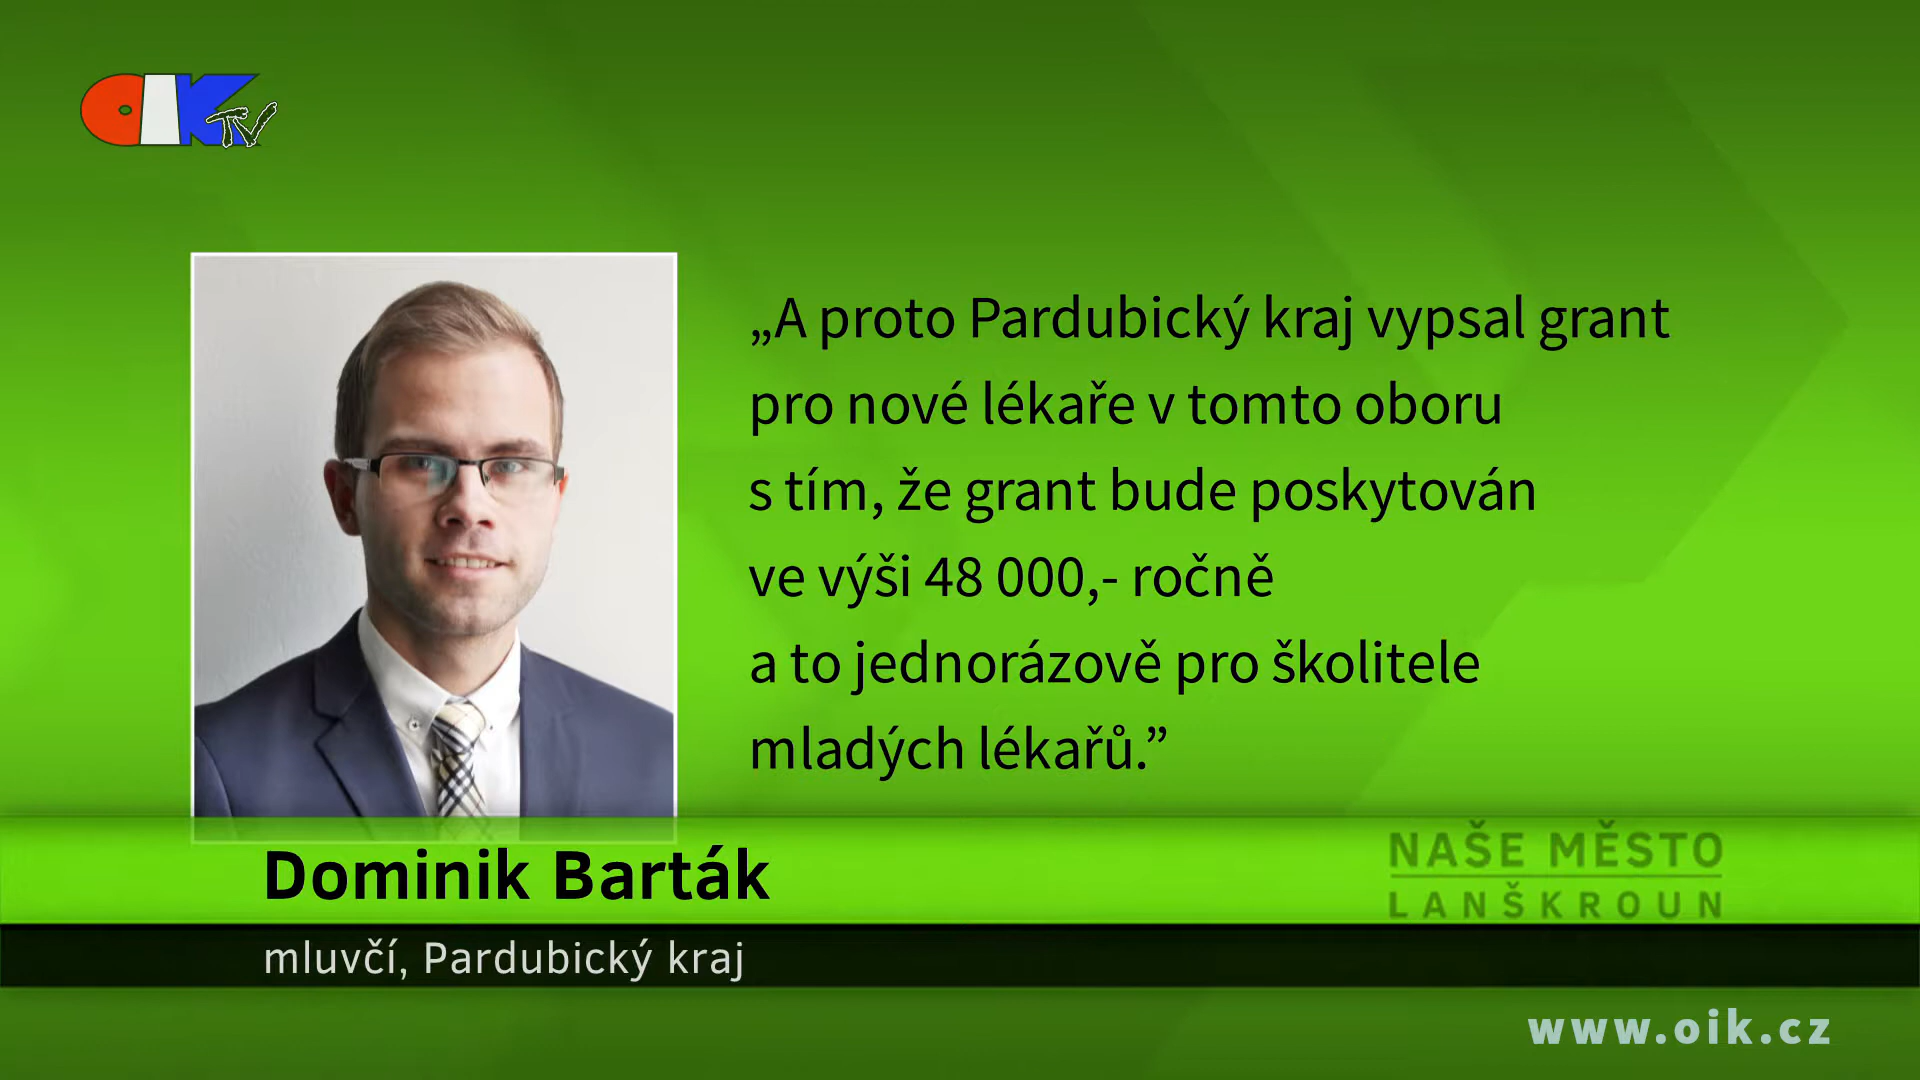 OIK TV
„A proto Pardubický kraj vypsal grant
pro nové lékaře v tomto oboru
s tím, že grant bude poskytován
ve výši 48 000,- ročně
a to jednorázově pro školitele
mladých lékařů.”
Dominik Barták
mluvčí, Pardubický kraj
NAŠE MĚSTO
LANŠKROUN
www.oik.cz